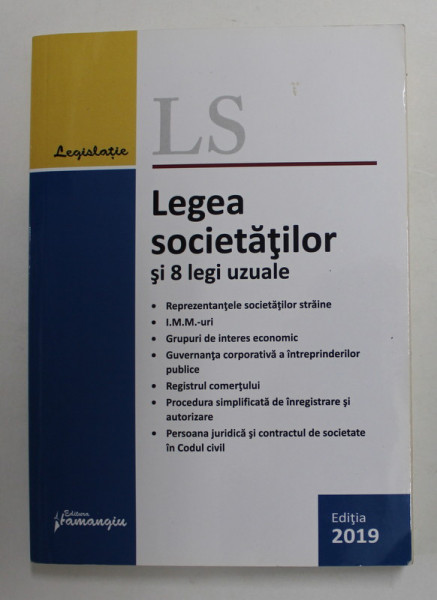 Legislaţie
LS
Legea
societăţilor
şi 8 legi uzuale
• Reprezentanţele societăţilor străine
• I.M.M.-uri
• Grupuri de interes economic
• Guvernanţa corporativă a întreprinderilor
publice
• Registrul comerţului
• Procedura simplificată de înregistrare şi
autorizare
• Persoana juridică şi contractul de societate
în Codul civil
Editura
Hamangiu
Ediţia
2019